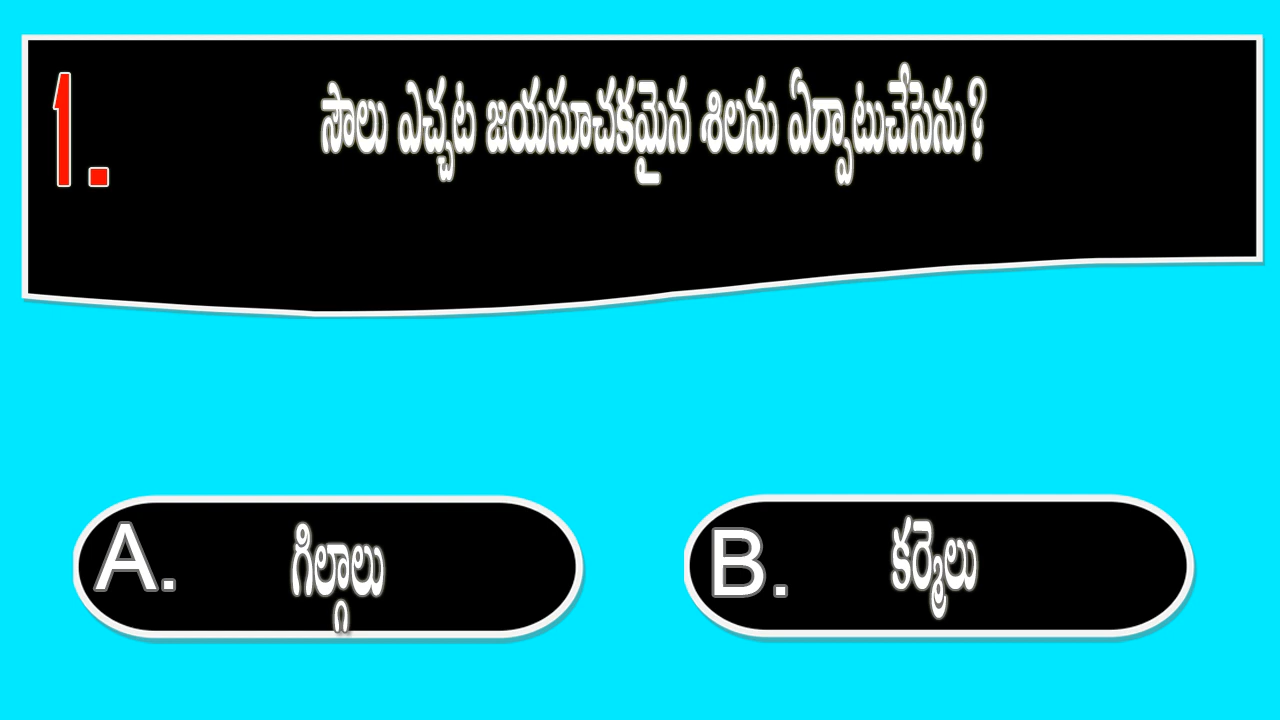 1. సౌలు ఎచ్చట జయసూచకమైన శిలను ఏర్పాటుచేసెను?
A. గిల్గాలు
B. కర్మెలు